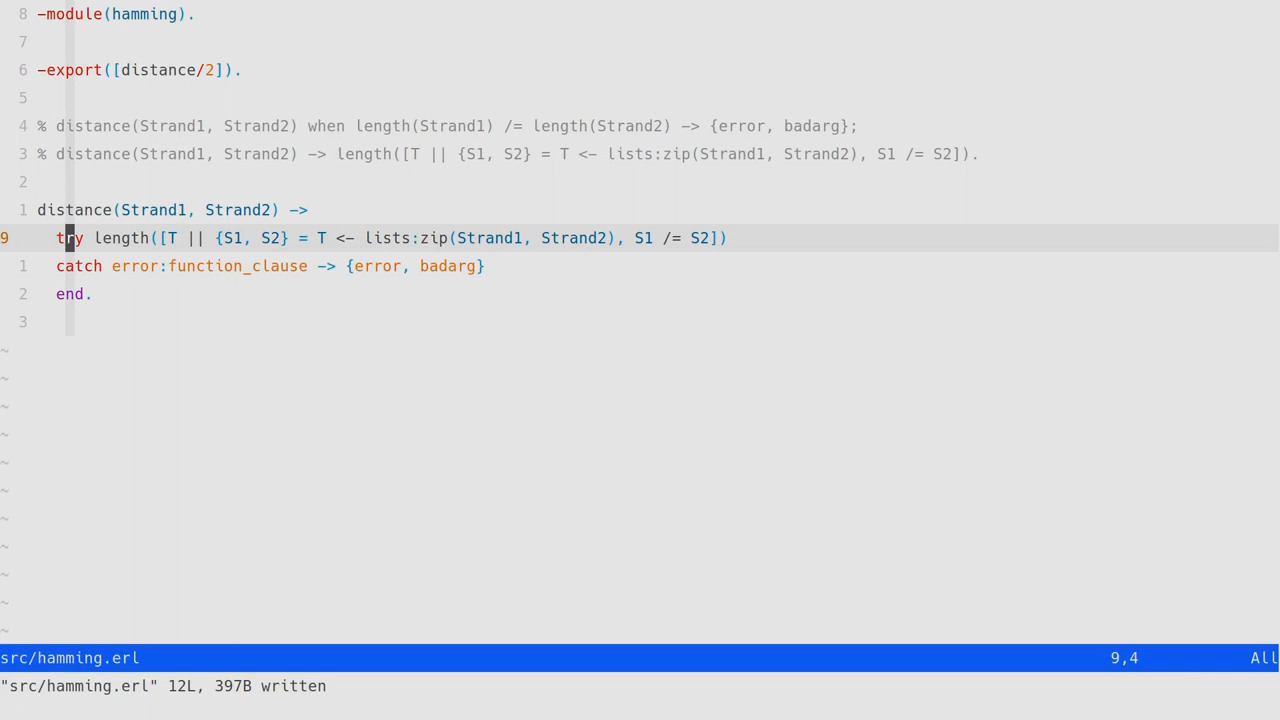 8 -module(hamming).
7
6 -export([distance/2]).
5
4 % distance(Strand1, Strand2) when length(Strand1) /= length(Strand2) -> {error, badarg};
3 % distance(Strand1, Strand2) -> length([T || {S1, S2} = T <- lists:zip(Strand1, Strand2), S1 /= S2]).
2
1 distance(Strand1, Strand2) ->
9 try length([T || {S1, S2} = T <- lists:zip(Strand1, Strand2), S1 /= S2])
1 catch error:function_clause -> {error, badarg}
2 end.
3
~
~
~
~
~
~
~
~
~
~
~
src/hamming.erl 9,4 All
"src/hamming.erl" 12L, 397B written